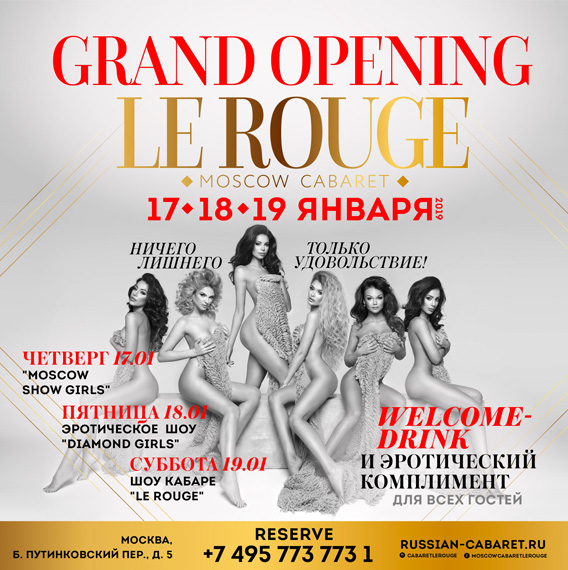 GRAND OPENING
LE ROUGE
MOSCOW CABARET
17 • 18 • 19 ЯНВАРЯ 2019
НИЧЕГО
ЛИШНЕГО
ТОЛЬКО
УДОВОЛЬСТВИЕ!
ЧЕТВЕРГ 17.01
"MOSCOW
SHOW GIRLS"
ПЯТНИЦА 18.01
ЭРОТИЧЕСКОЕ ШОУ
"DIAMOND GIRLS"
СУББОТА 19.01
ШОУ КАБАРЕ
"LE ROUGE"
WELCOME-
DRINK
И ЭРОТИЧЕСКИЙ
КОМПЛИМЕНТ
ДЛЯ ВСЕХ ГОСТЕЙ
МОСКВА,
Б. ПУТИНКОВСКИЙ ПЕР., Д. 5
RESERVE
+7 495 773 773 1
RUSSIAN-CABARET.RU
CABARETLEROUGE MOSCOWCABARETLEROUGE